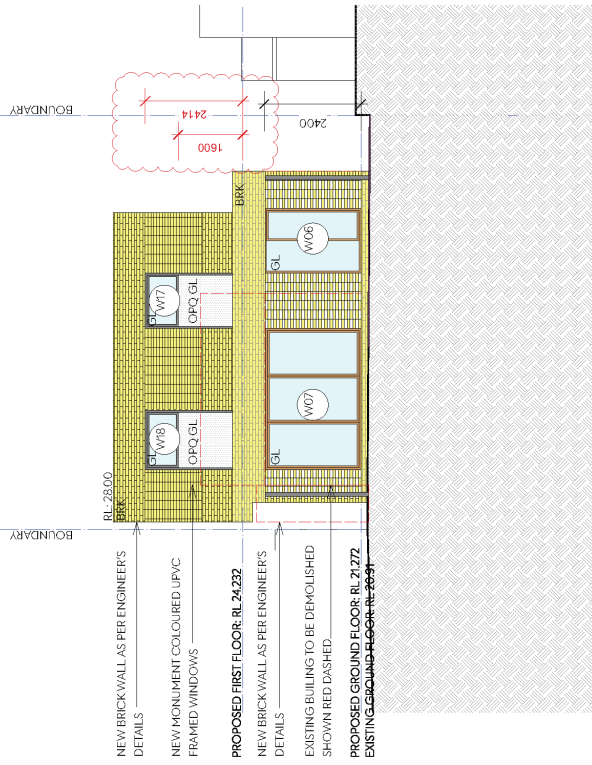 BOUNDARY
BOUNDARY
2414
1600
2400
RL: 28.00
BRK
BRK
GL
W18
OPQ GL
GL
W17
OPQ GL
GL
W07
GL
W06
NEW BRICK WALL AS PER ENGINEER'S
DETAILS
NEW MONUMENT COLOURED UPVC
FRAMED WINDOWS
PROPOSED FIRST FLOOR: RL 24.232
NEW BRICK WALL AS PER ENGINEER'S
DETAILS
EXISTING BUILING TO BE DEMOLISHED
SHOWN RED DASHED
PROPOSED GROUND FLOOR: RL 21.272
EXISTING GROUND FLOOR: RL 20.91